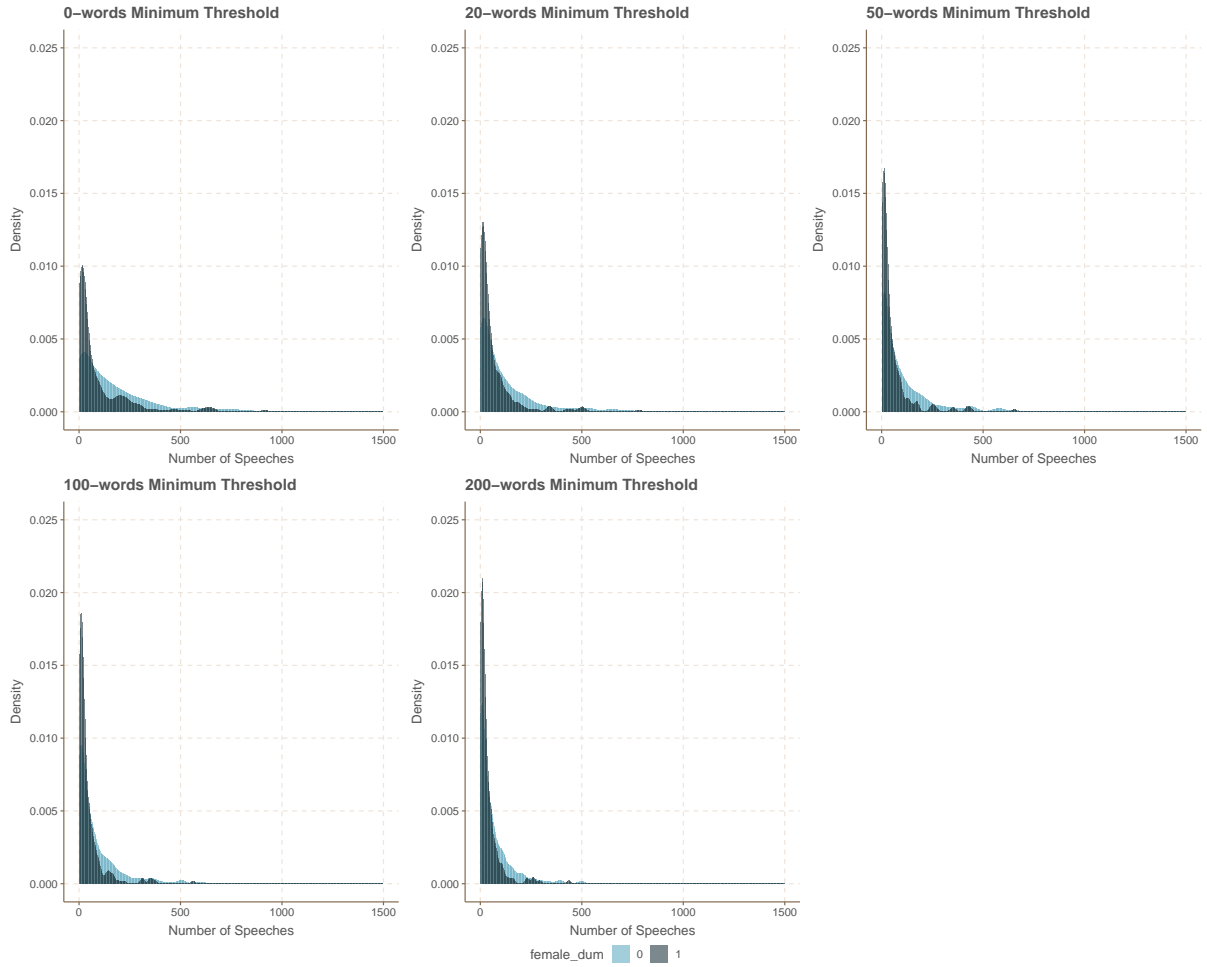 0−words Minimum Threshold
0.025
0.020
0.015
0.010
0.005
0.000
Density
0 500 1000 1500
Number of Speeches
20−words Minimum Threshold
0.025
0.020
0.015
0.010
0.005
0.000
Density
0 500 1000 1500
Number of Speeches
50−words Minimum Threshold
0.025
0.020
0.015
0.010
0.005
0.000
Density
0 500 1000 1500
Number of Speeches
100−words Minimum Threshold
0.025
0.020
0.015
0.010
0.005
0.000
Density
0 500 1000 1500
Number of Speeches
200−words Minimum Threshold
0.025
0.020
0.015
0.010
0.005
0.000
Density
0 500 1000 1500
Number of Speeches
female_dum 0 1